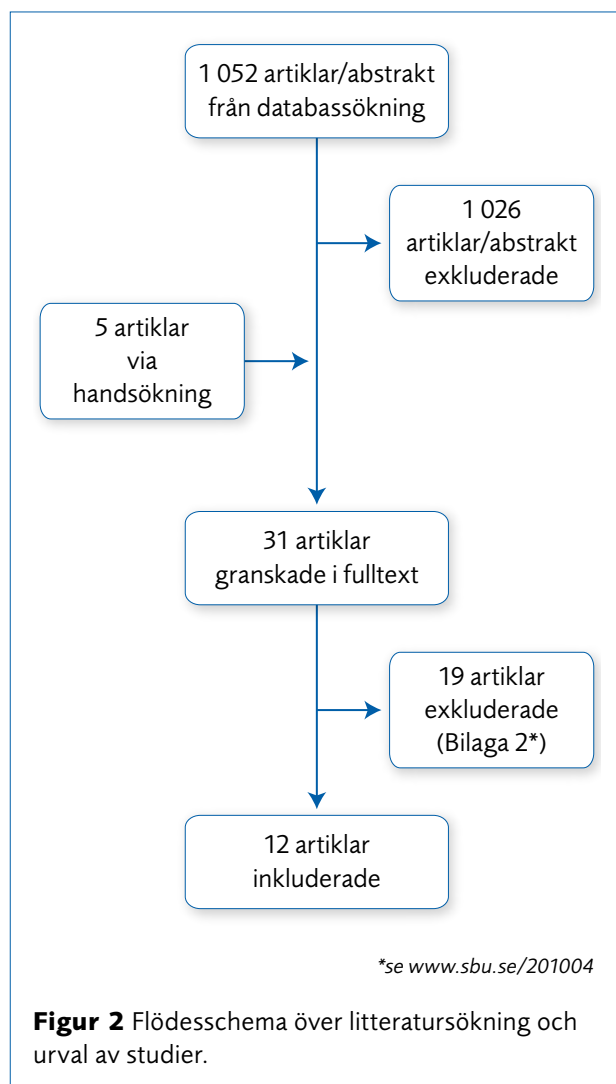 1 052 artiklar/abstrakt
från databassökning
1 026
artiklar/abstrakt
exkluderade
5 artiklar
via
handsökning
31 artiklar
granskade i fulltext
19 artiklar
exkluderade
(Bilaga 2*)
12 artiklar
inkluderade
*se www.sbu.se/201004
Figur 2 Flödesschema över litteratursökning och
urval av studier.